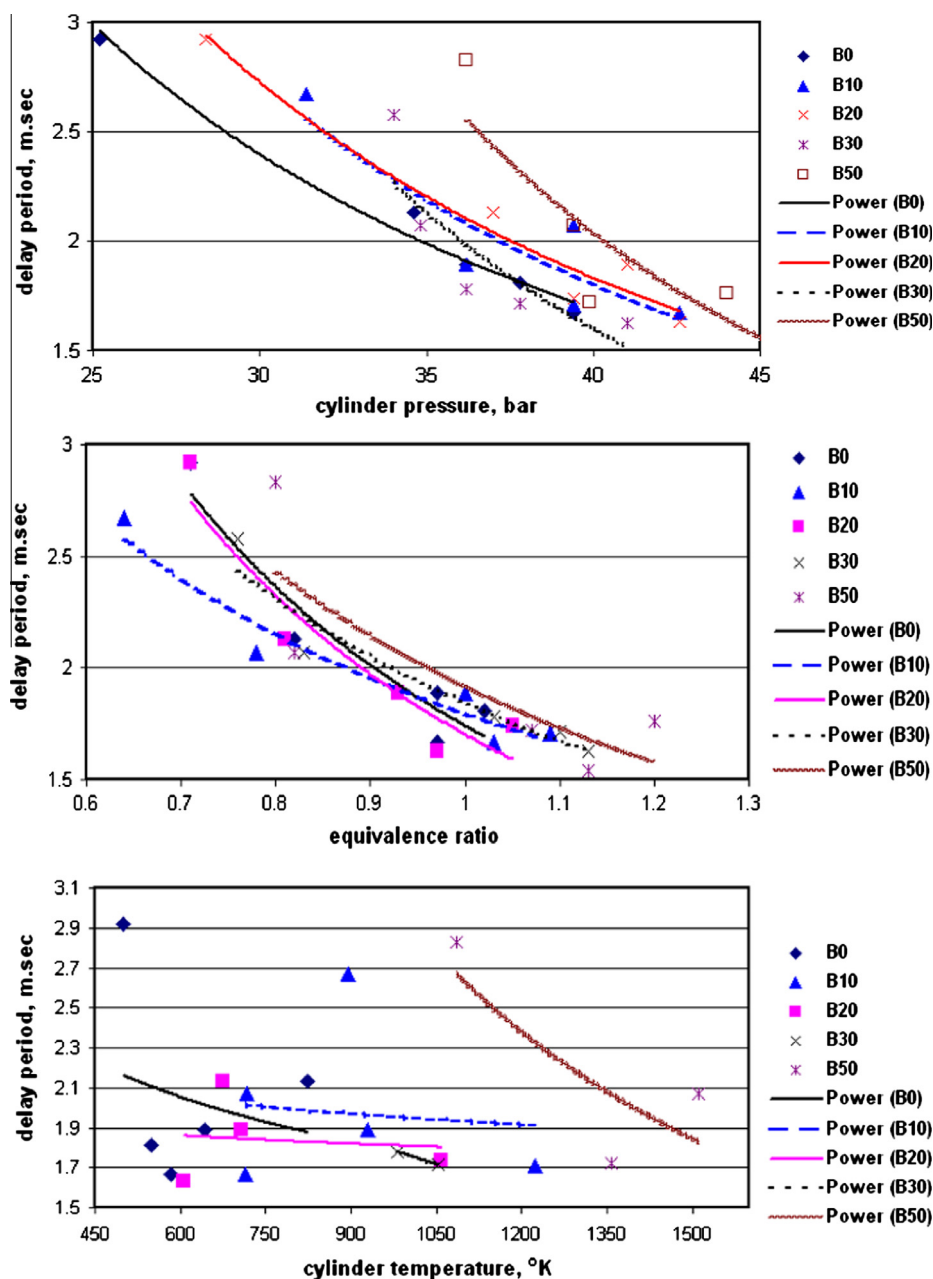 3
2.5
2
1.5
25 30 35 40 45
delay period, m.sec
cylinder pressure, bar
B0
B10
B20
B30
B50
Power (B0)
Power (B10)
Power (B20)
Power (B30)
Power (B50)
3
2.5
2
1.5
0.6 0.7 0.8 0.9 1 1.1 1.2 1.3
delay period, m.sec
equivalence ratio
B0
B10
B20
B30
B50
Power (B0)
Power (B10)
Power (B20)
Power (B30)
Power (B50)
3.1
2.9
2.7
2.5
2.3
2.1
1.9
1.7
1.5
450 600 750 900 1050 1200 1350 1500
delay period, m.sec
cylinder temperature, °K
B0
B10
B20
B30
B50
Power (B0)
Power (B10)
Power (B20)
Power (B30)
Power (B50)